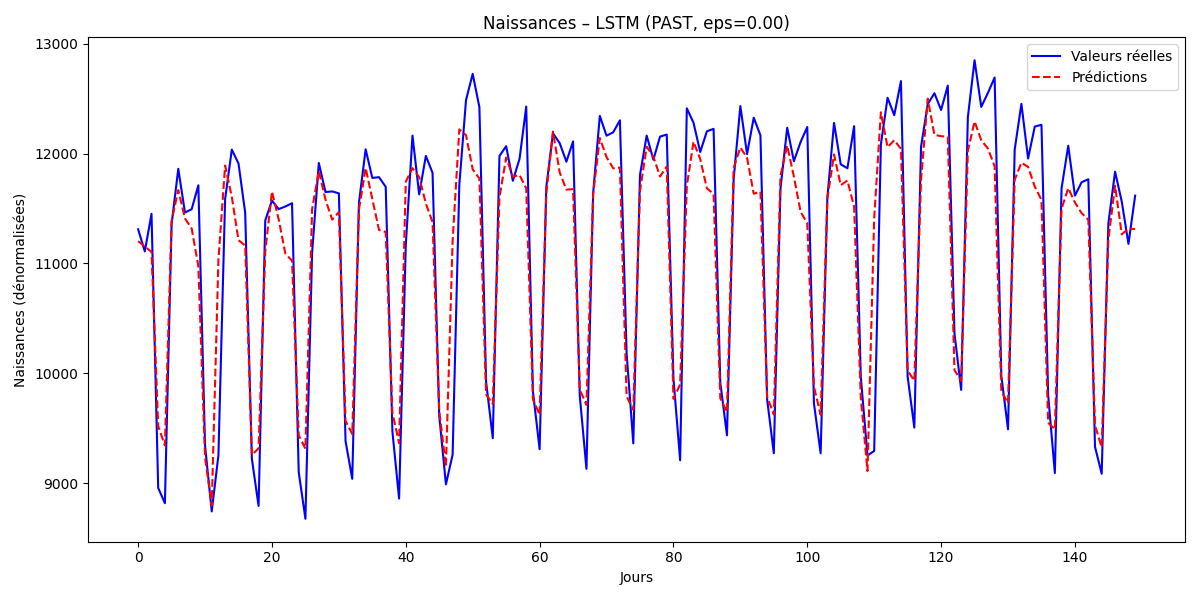 Naissances – LSTM (PAST, eps=0.00)
Valeurs réelles
Prédictions
Naissances (dénormalisées)
13000
12000
11000
10000
9000
0 20 40 60 80 100 120 140
Jours